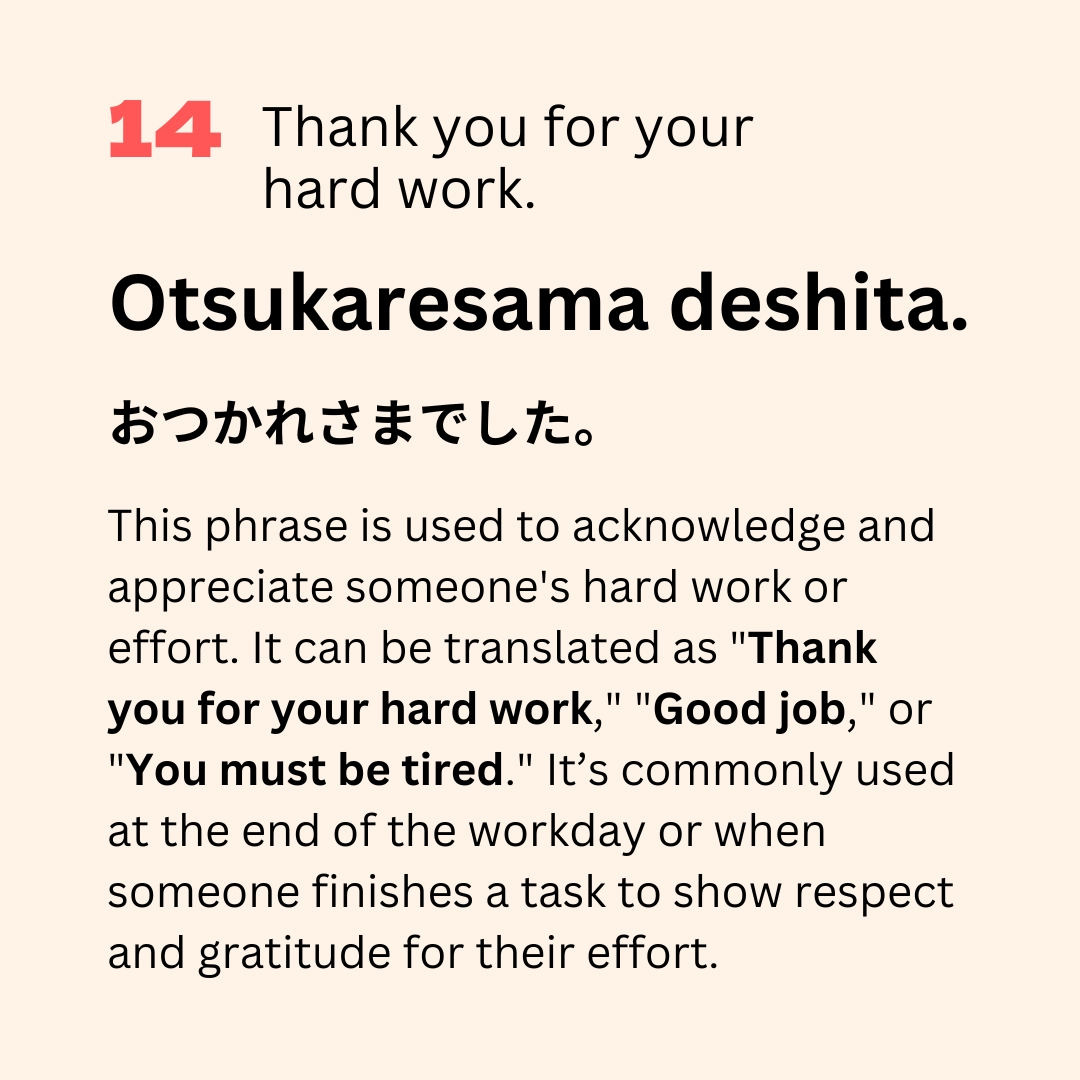 14 Thank you for your
hard work.
Otsukaresama deshita.
おつかれさまでした。
This phrase is used to acknowledge and
appreciate someone's hard work or
effort. It can be translated as "Thank
you for your hard work," "Good job," or
"You must be tired." It’s commonly used
at the end of the workday or when
someone finishes a task to show respect
and gratitude for their effort.